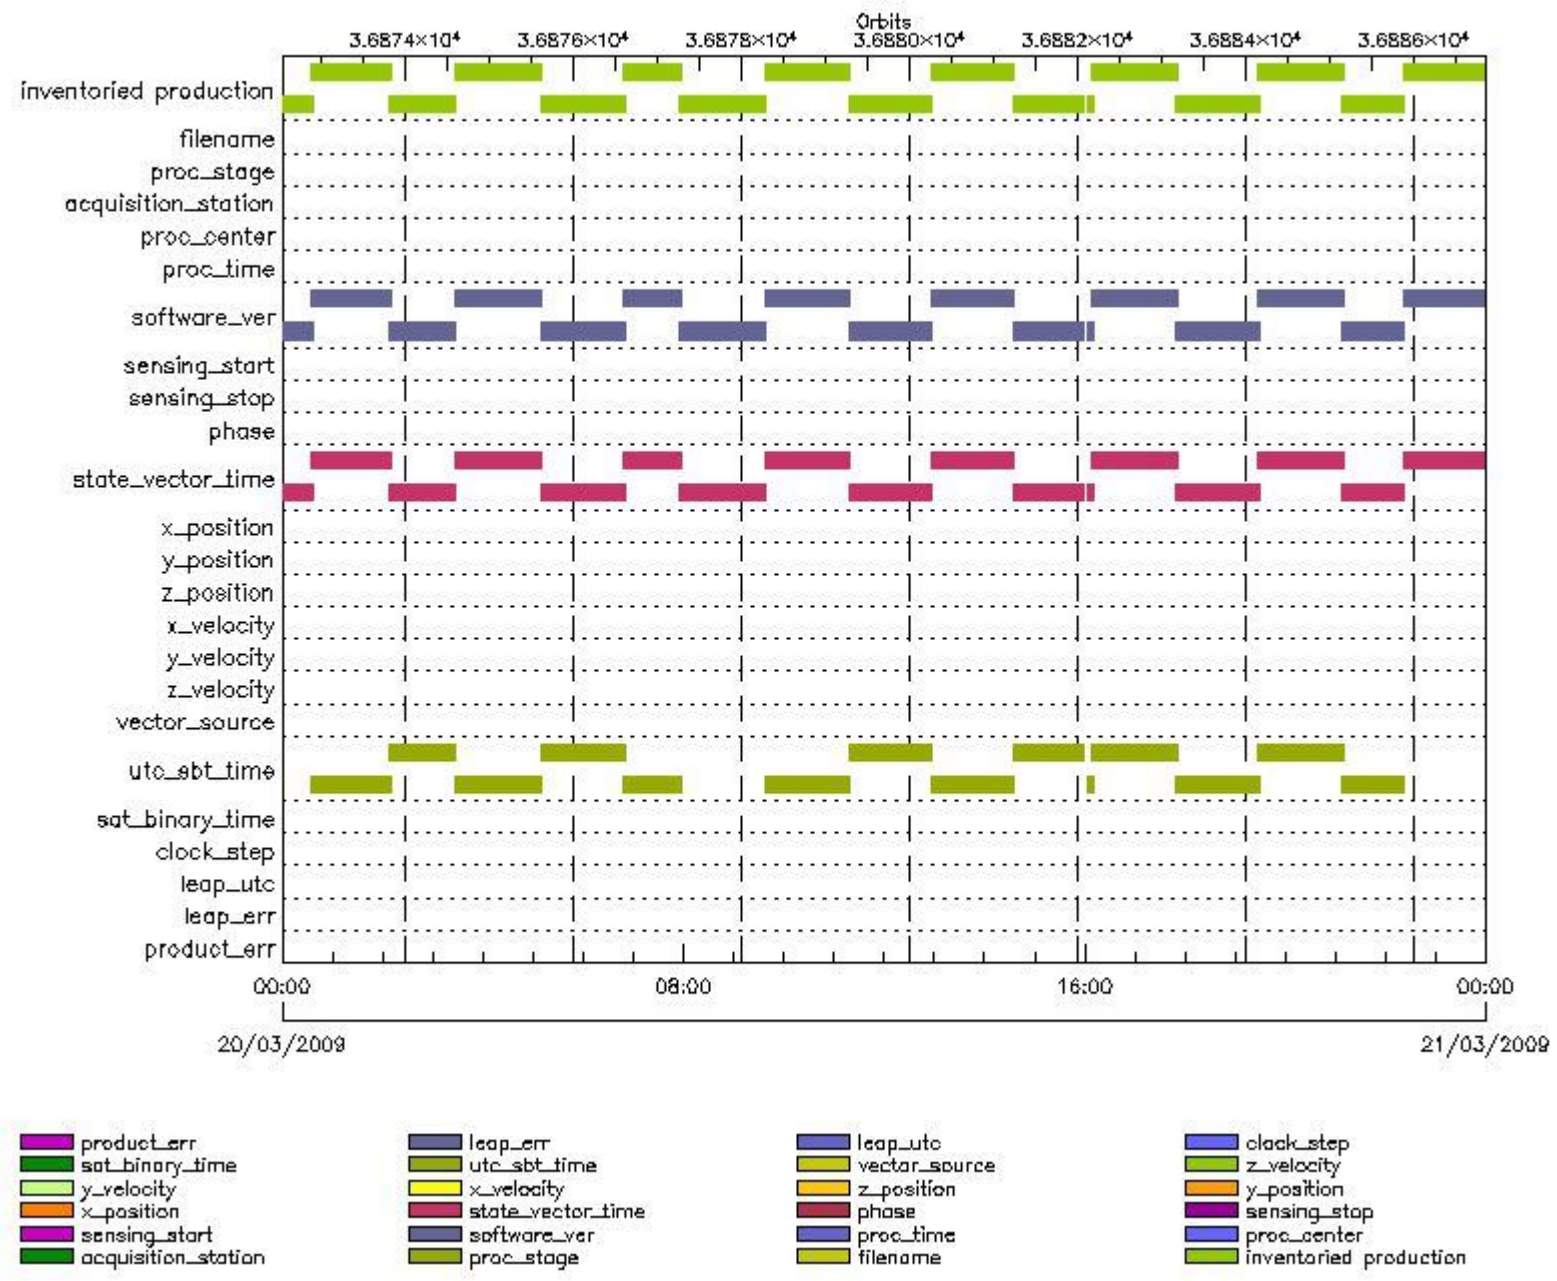 Orbits
3.6874×10⁴ 3.6876×10⁴ 3.6878×10⁴ 3.6880×10⁴ 3.6882×10⁴ 3.6884×10⁴ 3.6886×10⁴
inventoried production
filename
proc_stage
acquisition_station
proc_center
proc_time
software_ver
sensing_start
sensing_stop
phase
state_vector_time
x_position
y_position
z_position
x_velocity
y_velocity
z_velocity
vector_source
utc_sbt_time
sat_binary_time
clock_step
leap_utc
leap_err
product_err
00:00 08:00 16:00 00:00
20/03/2009 21/03/2009
product_err leap_err leap_utc clock_step
sat_binary_time utc_sbt_time vector_source z_velocity
y_velocity x_velocity z_position y_position
x_position state_vector_time phase sensing_stop
sensing_start software_ver proc_time proc_center
acquisition_station proc_stage filename inventoried production